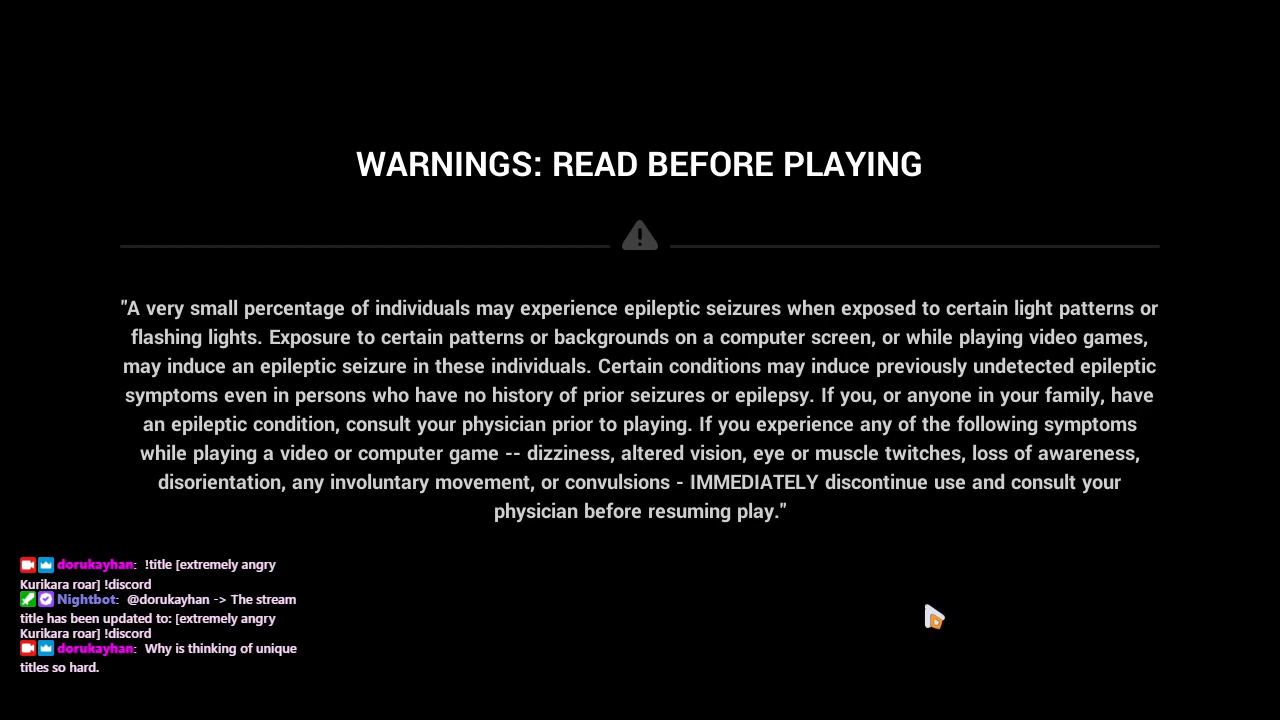 WARNINGS: READ BEFORE PLAYING
"A very small percentage of individuals may experience epileptic seizures when exposed to certain light patterns or
flashing lights. Exposure to certain patterns or backgrounds on a computer screen, or while playing video games,
may induce an epileptic seizure in these individuals. Certain conditions may induce previously undetected epileptic
symptoms even in persons who have no history of prior seizures or epilepsy. If you, or anyone in your family, have
an epileptic condition, consult your physician prior to playing. If you experience any of the following symptoms
while playing a video or computer game -- dizziness, altered vision, eye or muscle twitches, loss of awareness,
disorientation, any involuntary movement, or convulsions - IMMEDIATELY discontinue use and consult your
physician before resuming play."
dorukayhan: !title [extremely angry
Kurikara roar] !discord
Nightbot: @dorukayhan -> The stream
title has been updated to: [extremely angry
Kurikara roar] !discord
dorukayhan: Why is thinking of unique
titles so hard.